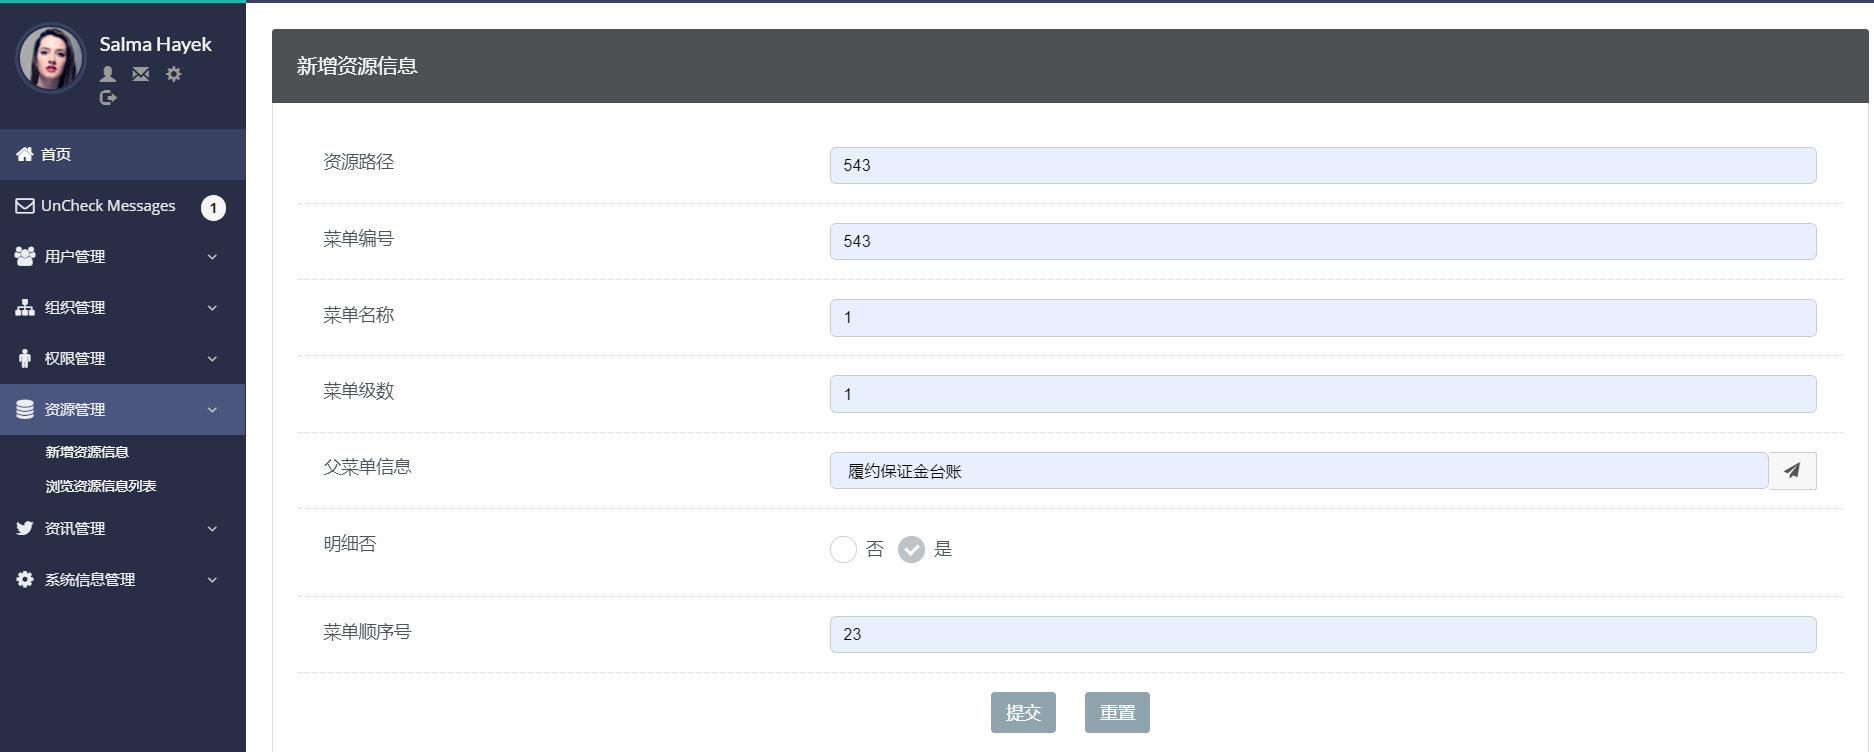 Salma Hayek
首页
UnCheck Messages 1
用户管理
组织管理
权限管理
资源管理
新增资源信息
浏览资源信息列表
资讯管理
系统信息管理
新增资源信息
资源路径 543
菜单编号 543
菜单名称 1
菜单级数 1
父菜单信息 履约保证金台账
明细否 否 是
菜单顺序号 23
提交 重置